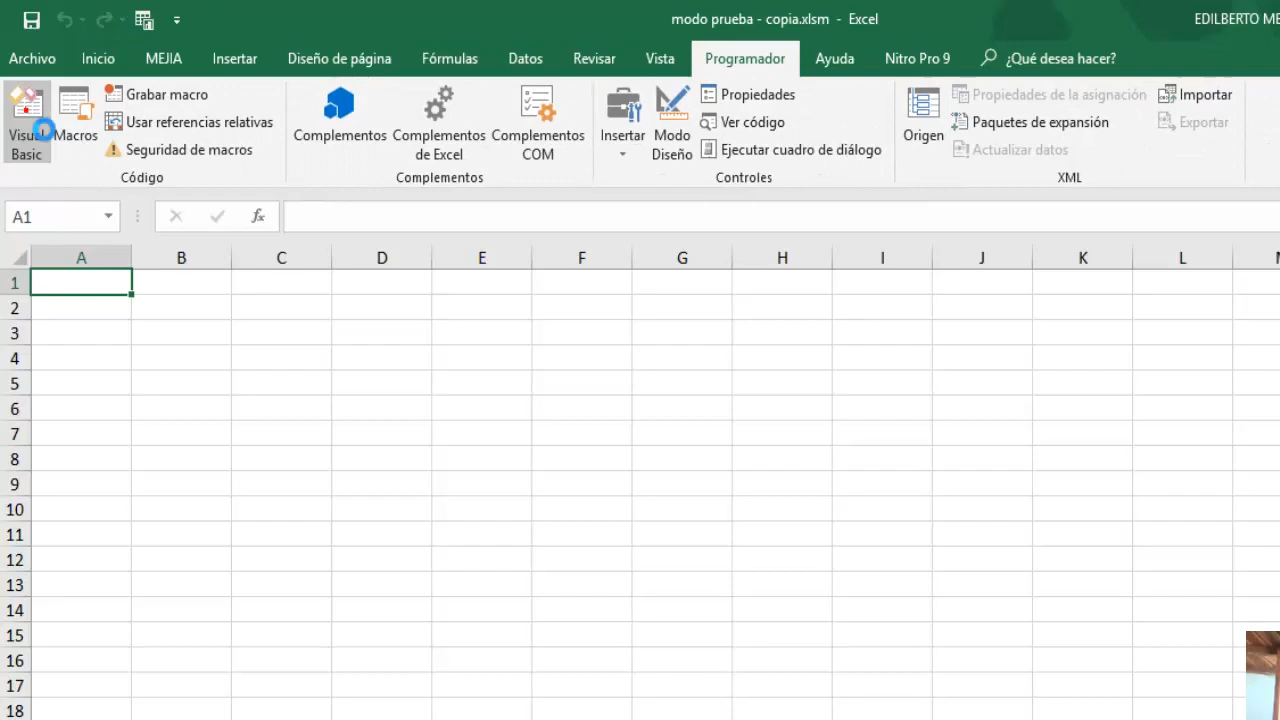 modo prueba - copia.xlsm - Excel
EDILBERTO ME
Archivo Inicio MEJIA Insertar Diseño de página Fórmulas Datos Revisar Vista Programador Ayuda Nitro Pro 9 ¿Qué desea hacer?
Visual Basic
Macros
Grabar macro
Usar referencias relativas
Seguridad de macros
Código
Complementos
Complementos de Excel
Complementos COM
Complementos
Insertar
Modo Diseño
Propiedades
Ver código
Ejecutar cuadro de diálogo
Controles
Origen
Propiedades de la asignación
Paquetes de expansión
Actualizar datos
Importar
Exportar
XML
A1
fx
A B C D E F G H I J K L
1
2
3
4
5
6
7
8
9
10
11
12
13
14
15
16
17
18